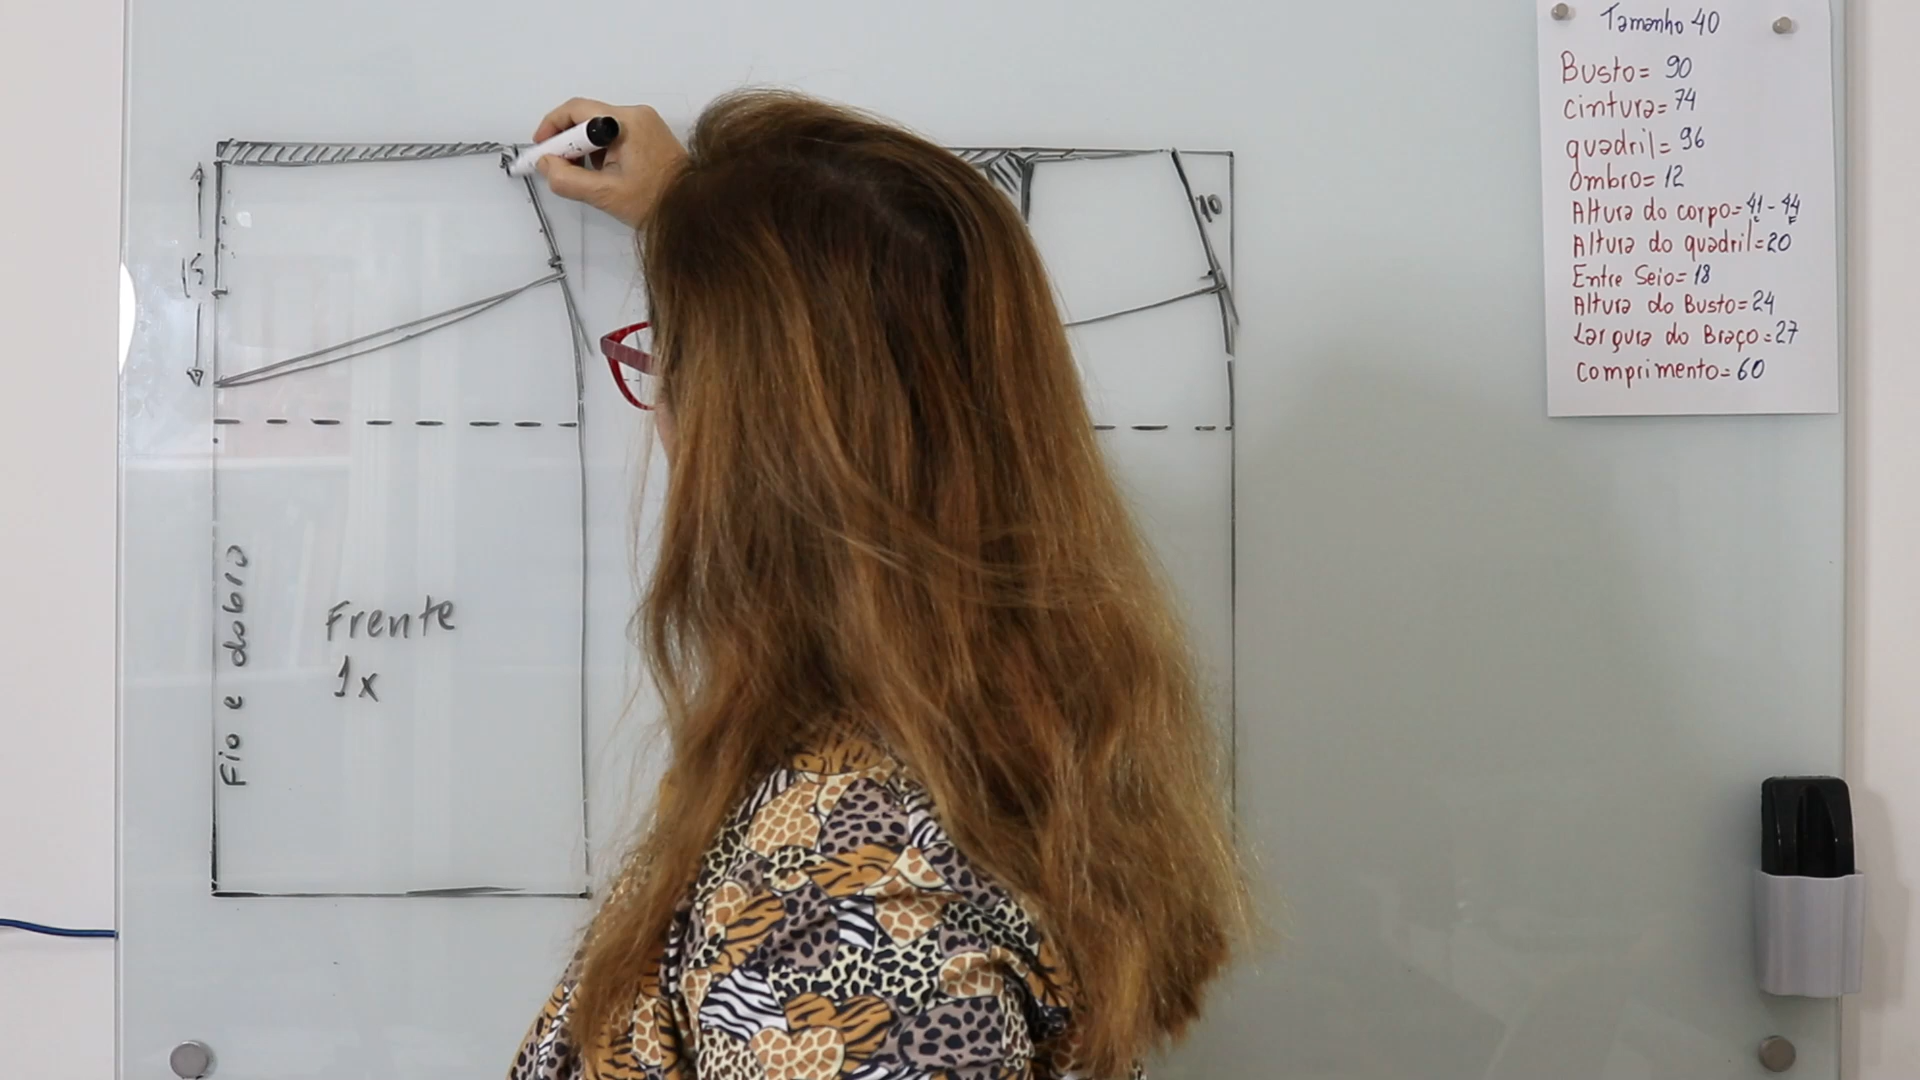 Tamanho 40
Busto= 90
cintura= 74
quadril= 96
Ombro= 12
Altura do corpo= 41 - 44
Altura do quadril= 20
Entre Seio= 18
Altura do Busto= 24
Largura do Braço= 27
comprimento= 60
15
10
Fio e dobro
Frente
1x